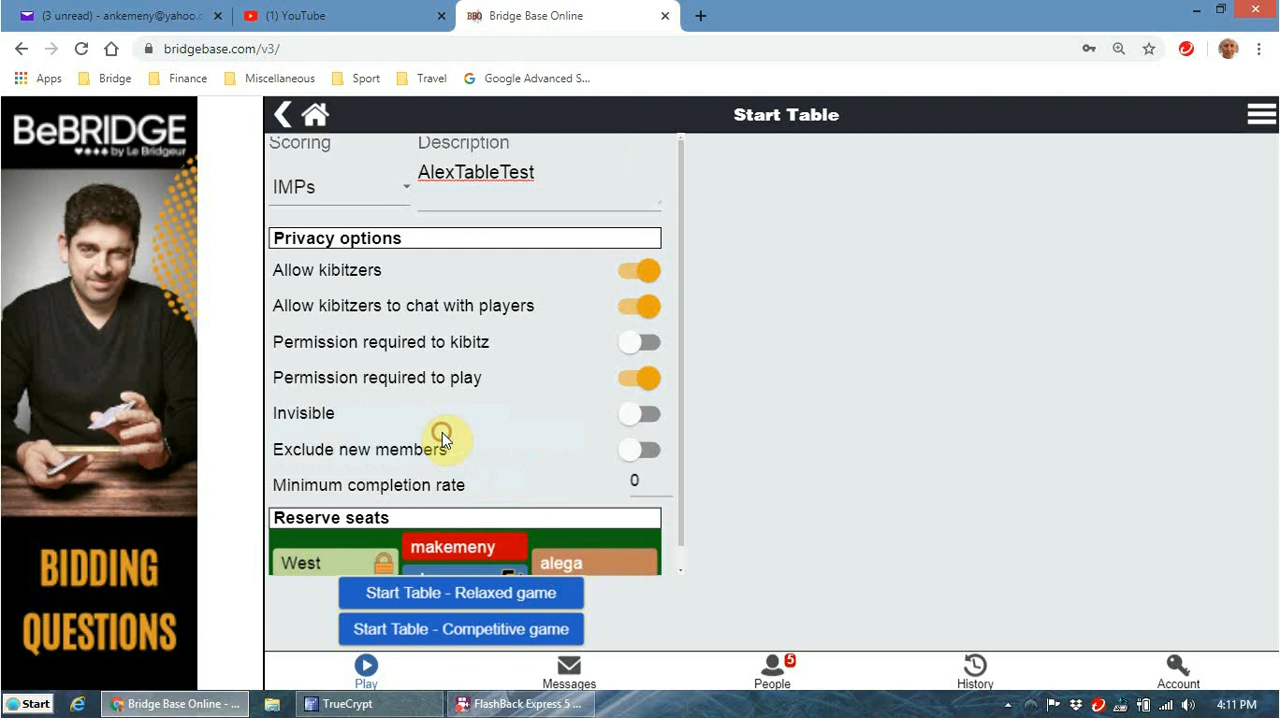 (3 unread) - ankemeny@yahoo.c
(1) YouTube
BBO Bridge Base Online
bridgebase.com/v3/
Apps
Bridge
Finance
Miscellaneous
Sport
Travel
Google Advanced S...
BeBRIDGE
by Le Bridgeur
BIDDING
QUESTIONS
Start Table
Scoring
Description
IMPs
AlexTableTest
Privacy options
Allow kibitzers
Allow kibitzers to chat with players
Permission required to kibitz
Permission required to play
Invisible
Exclude new members
Minimum completion rate
0
Reserve seats
West
makemeny
alega
Start Table - Relaxed game
Start Table - Competitive game
Play
Messages
5
People
History
Account
Start
Bridge Base Online - ...
TrueCrypt
FlashBack Express 5 ...
4:11 PM